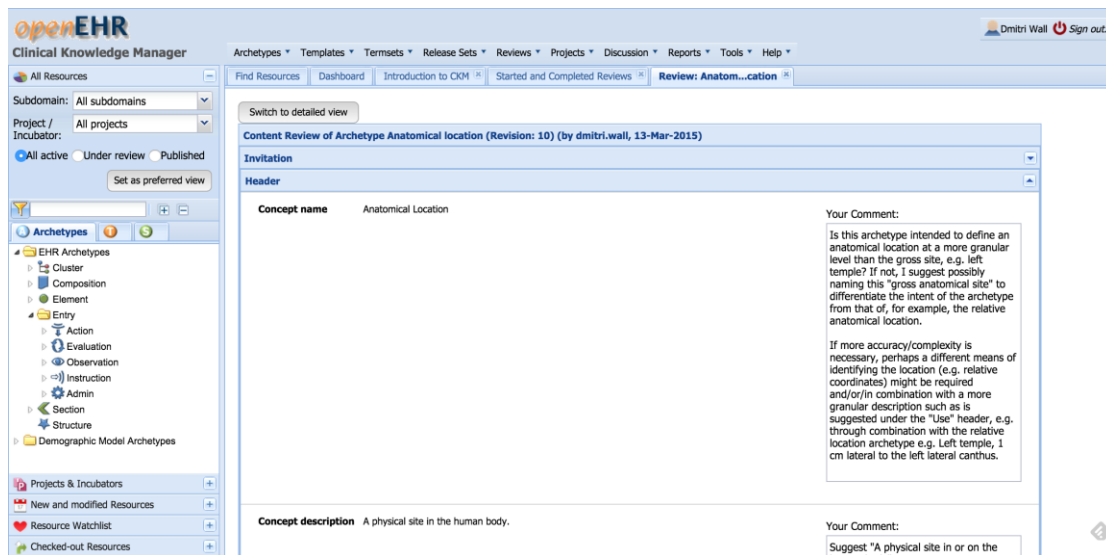 openEHR
Clinical Knowledge Manager
Dmitri Wall Sign out.
Archetypes Templates Termsets Release Sets Reviews Projects Discussion Reports Tools Help
All Resources
Find Resources Dashboard Introduction to CKM Started and Completed Reviews Review: Anatom...cation
Subdomain: All subdomains
Project / Incubator: All projects
All active Under review Published
Set as preferred view
Archetypes T S
EHR Archetypes
Cluster
Composition
Element
Entry
Action
Evaluation
Observation
Instruction
Admin
Section
Structure
Demographic Model Archetypes
Projects & Incubators
New and modified Resources
Resource Watchlist
Checked-out Resources
Switch to detailed view
Content Review of Archetype Anatomical location (Revision: 10) (by dmitri.wall, 13-Mar-2015)
Invitation
Header
Concept name Anatomical Location
Your Comment:
Is this archetype intended to define an
anatomical location at a more granular
level than the gross site, e.g. left
temple? If not, I suggest possibly
naming this "gross anatomical site" to
differentiate the intent of the archetype
from that of, for example, the relative
anatomical location.
If more accuracy/complexity is
necessary, perhaps a different means of
identifying the location (e.g. relative
coordinates) might be required
and/or/in combination with a more
granular description such as is
suggested under the "Use" header, e.g.
through combination with the relative
location archetype e.g. Left temple, 1
cm lateral to the left lateral canthus.
Concept description A physical site in the human body.
Your Comment:
Suggest "A physical site in or on the